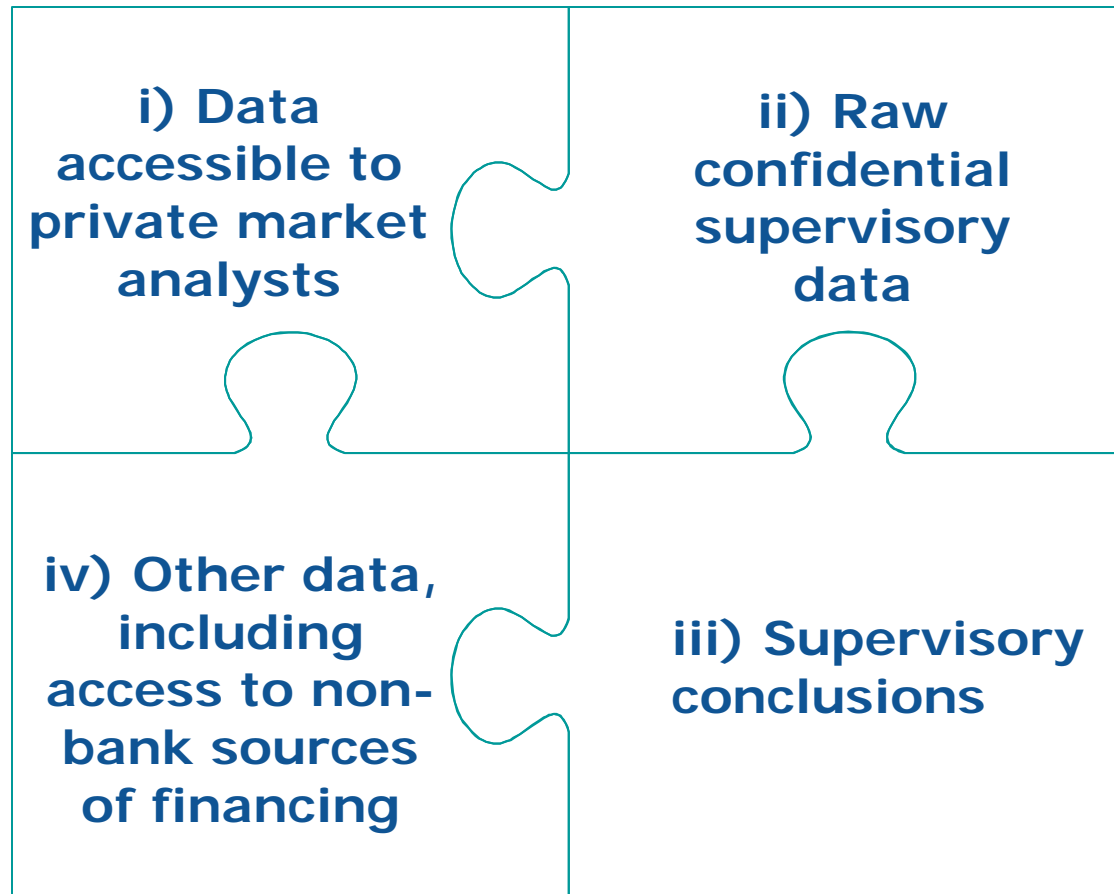 i) Data
accessible to
private market
analysts
ii) Raw
confidential
supervisory
data
iv) Other data,
including
access to non-
bank sources
of financing
iii) Supervisory
conclusions